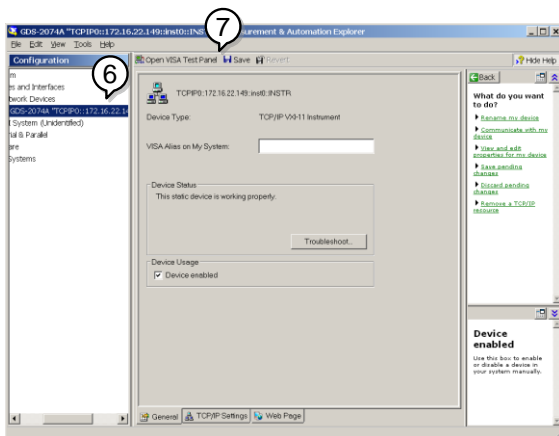 GDS-2074A "TCPIP0::172.16.22.149::inst0::INS
urement & Automation Explorer
7
File Edit View Tools Help
Configuration
6
Open VISA Test Panel Save Revert
Hide Help
m
es and Interfaces
twork Devices
GDS-2074A "TCPIP0::172.16.22.14
l System (Unidentified)
rial & Parallel
are
Systems
TCPIP0::172.16.22.149::inst0::INSTR
Device Type: TCP/IP VXI-11 Instrument
VISA Alias on My System:
Device Status
This static device is working properly.
Troubleshoot...
Device Usage
Device enabled
General TCP/IP Settings Web Page
Back
What do you want
to do?
Rename my device
Communicate with my
device
View and edit
properties for my device
Save pending
changes
Discard pending
changes
Remove a TCP/IP
resource
Device
enabled
Use this box to enable
or disable a device in
your system manually.